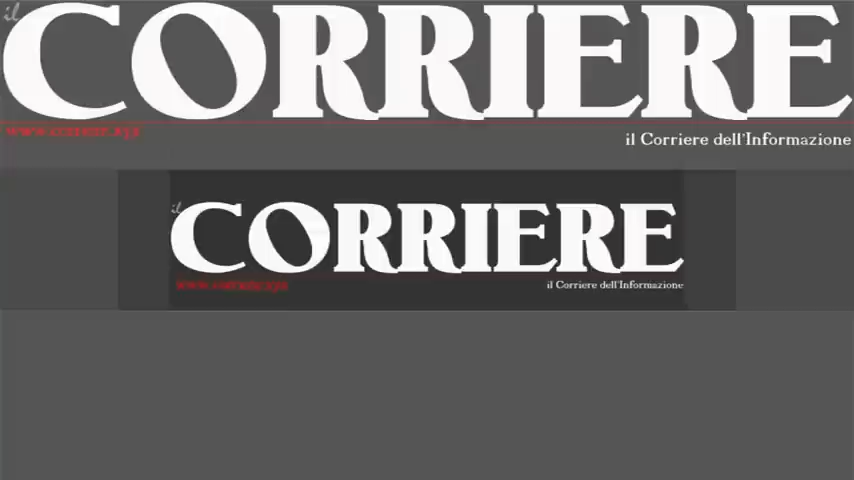 il
CORRIERE
il Corriere dell'Informazione
il
CORRIERE
il Corriere dell'Informazione